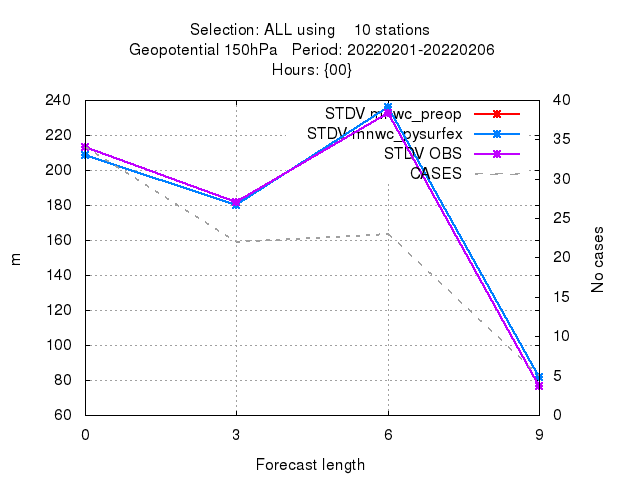 Selection: ALL using 10 stations
Geopotential 150hPa Period: 20220201-20220206
Hours: {00}
240
220
200
180
160
140
120
100
80
60
40
35
30
25
20
15
10
5
0
STDV mnwc_preop
STDV mnwc_pysurfex
STDV OBS
CASES
m
No cases
0 3 6 9
Forecast length